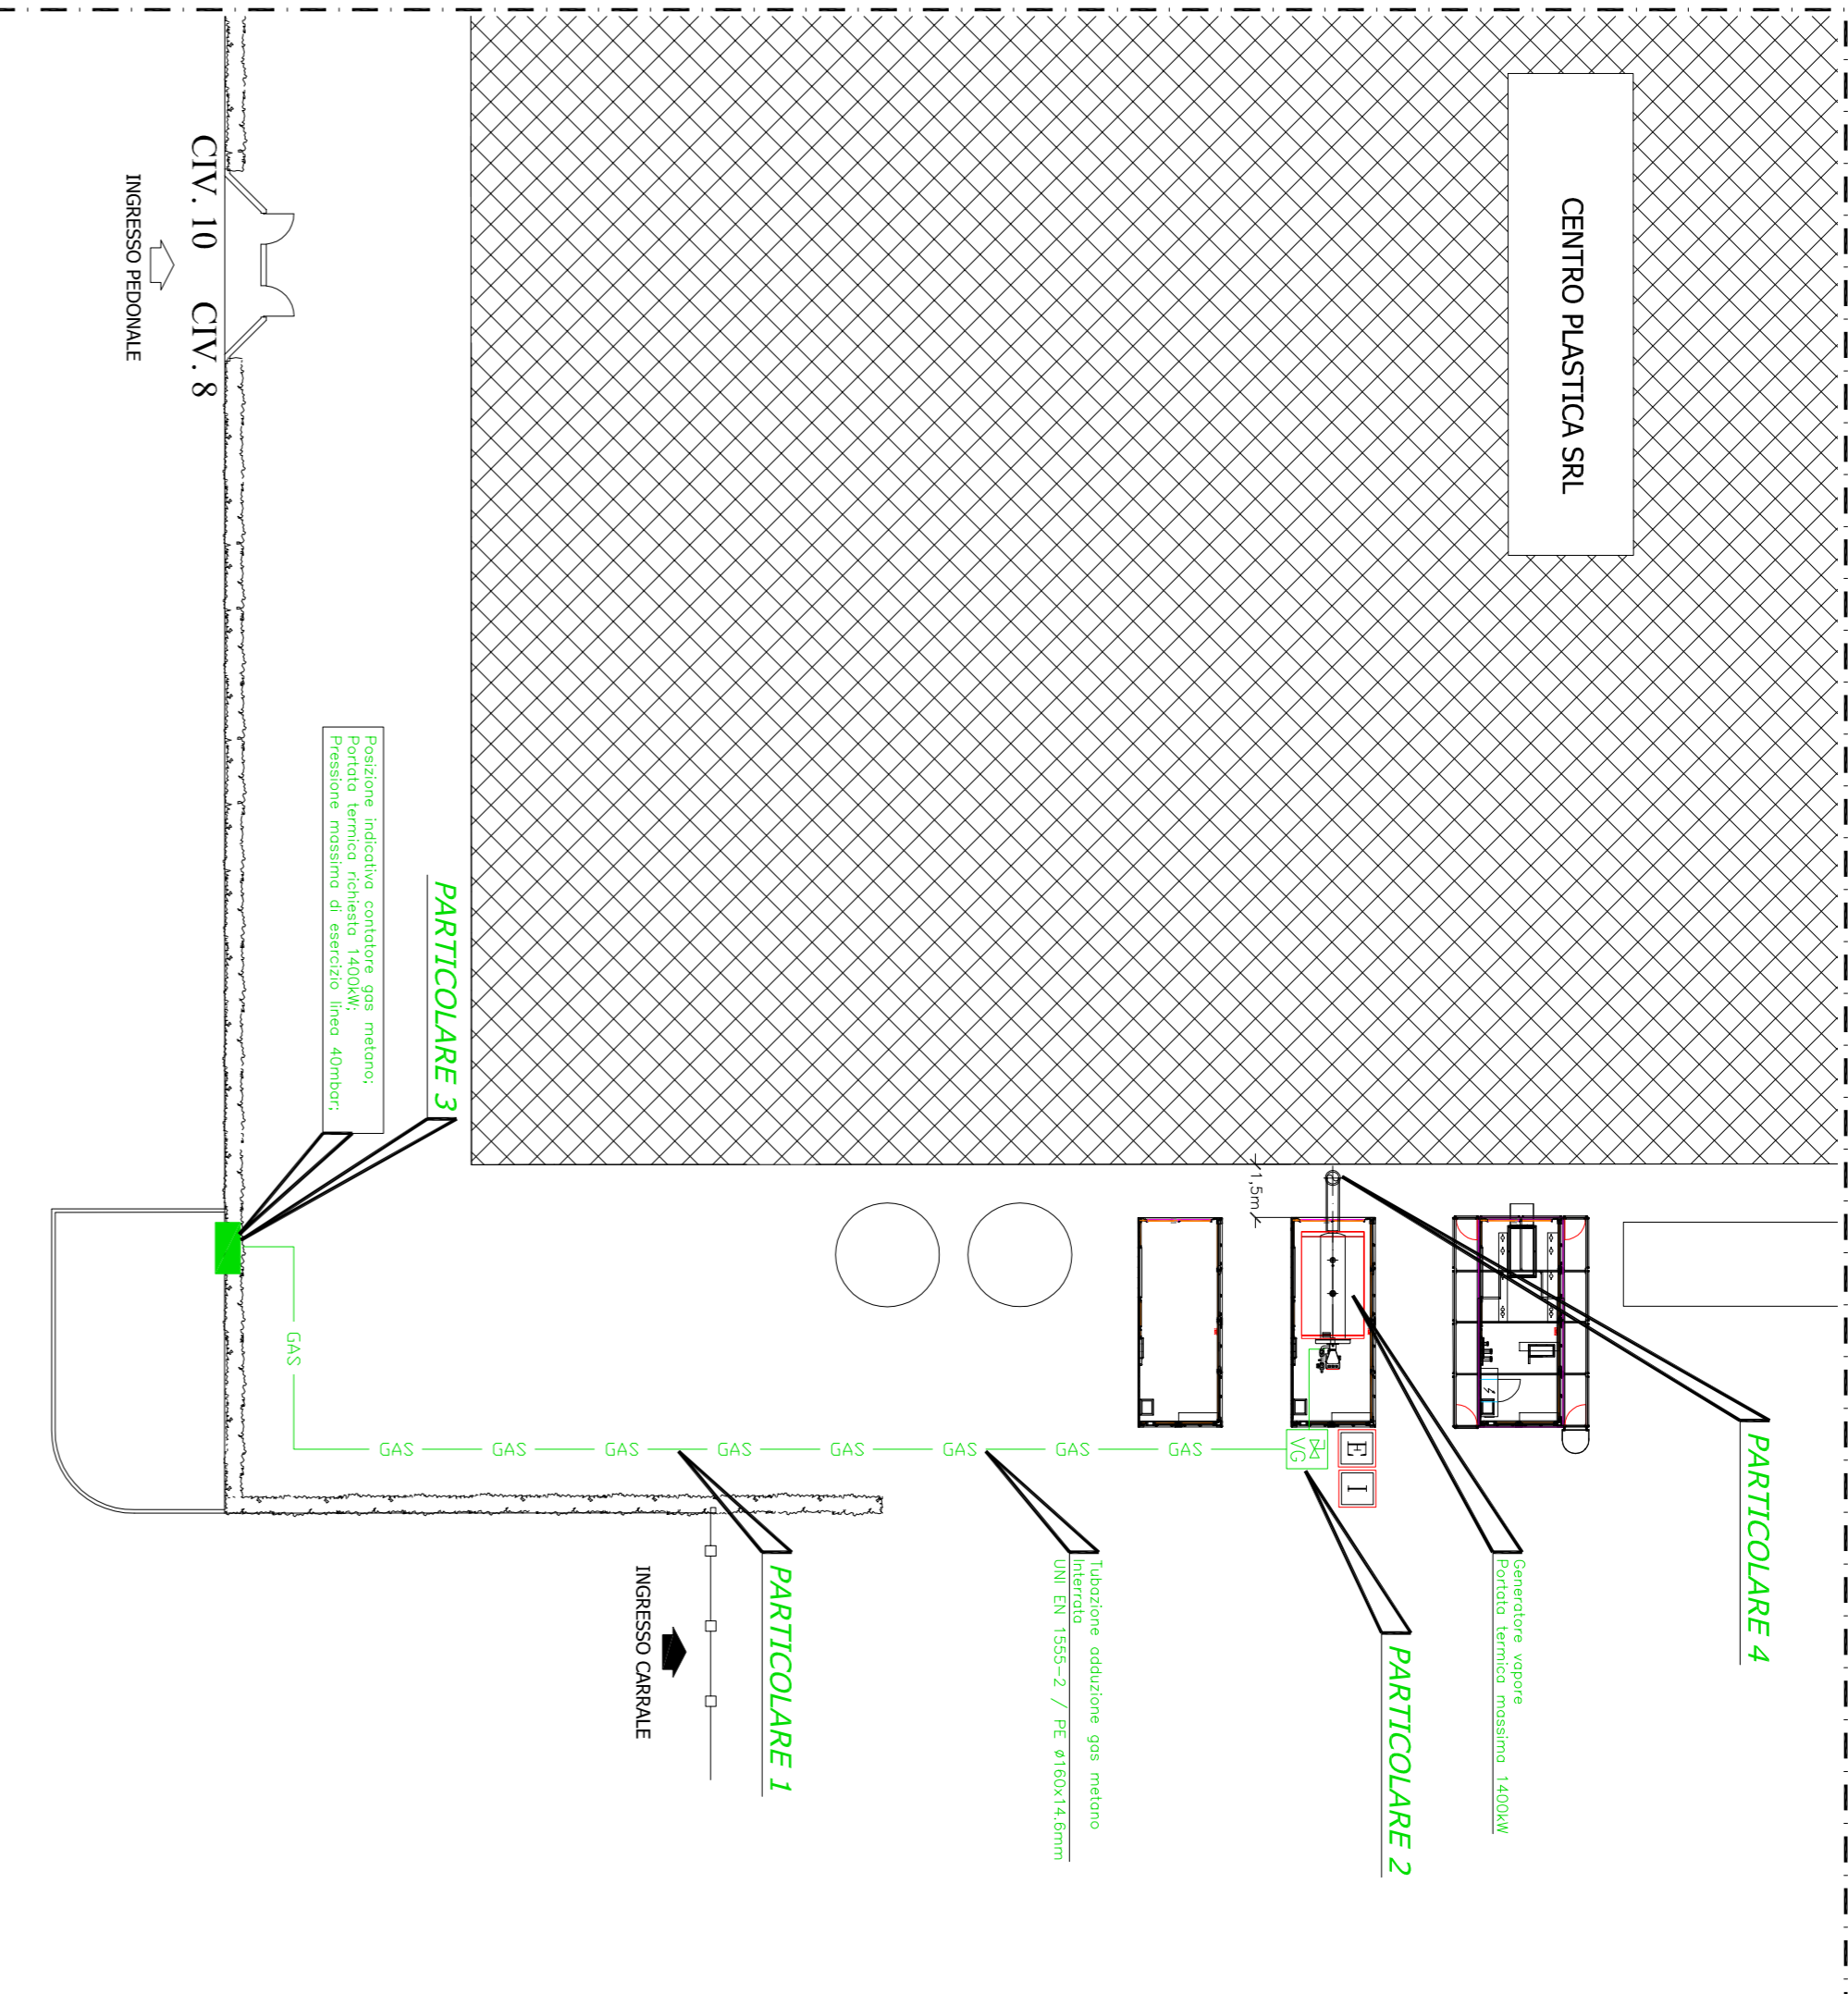 CENTRO PLASTICA SRL
PARTICOLARE 4
Generatore vapore
Portata termica massima 1400kW
PARTICOLARE 2
E
I
VG
1,5m
Tubazione adduzione gas metano
Interrata
UNI EN 1555-2 / PE ø160x14.6mm
PARTICOLARE 1
INGRESSO CARRALE
GAS
GAS
GAS
GAS
GAS
GAS
GAS
GAS
GAS
PARTICOLARE 3
Posizione indicativa contatore gas metano;
Portata termica richiesta 1400kW;
Pressione massima di esercizio linea 40mbar;
CIV. 10 CIV. 8
INGRESSO PEDONALE